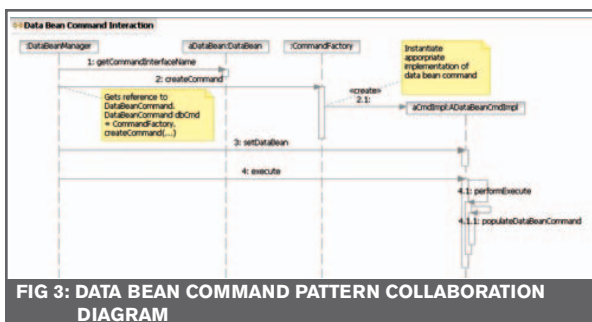 Data Bean Command Interaction
:DataBeanManager
aDataBean:DataBean
:CommandFactory
Instantiate
apporpriate
implementation of
data bean command
1: getCommandInterfaceName
2: createCommand
Gets reference to
DataBeanCommand.
DataBeanCommand dbCmd
= CommandFactory.
createCommand(...)
«create»
2.1:
aCmdImpl:ADataBeanCmdImpl
3: setDataBean
4: execute
4.1: performExecute
4.1.1: populateDataBeanCommand
FIG 3: DATA BEAN COMMAND PATTERN COLLABORATION
DIAGRAM